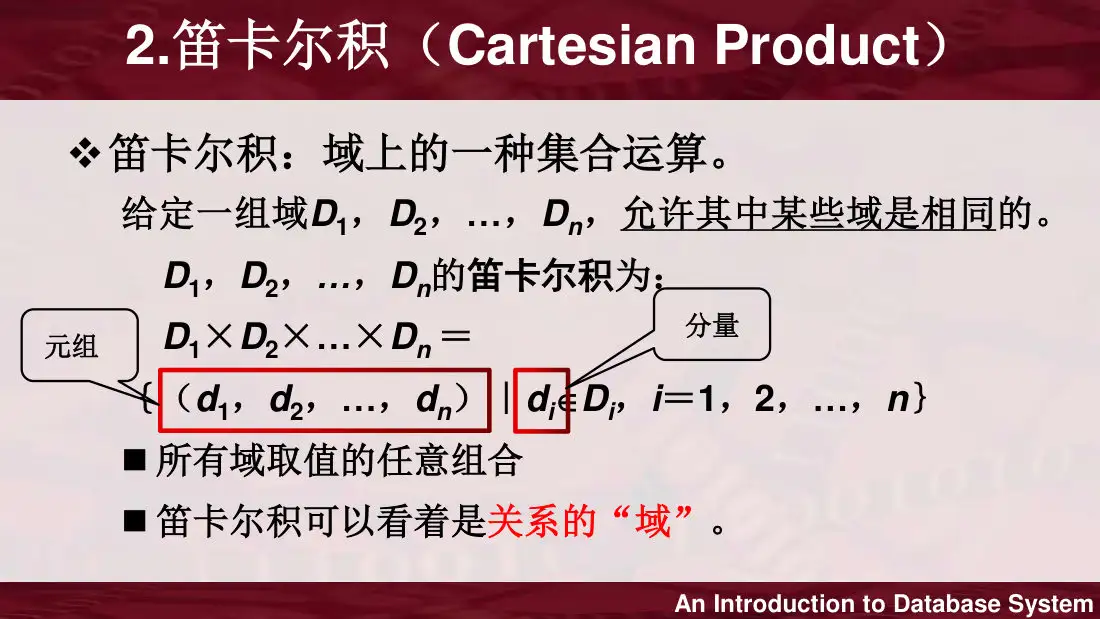 2.笛卡尔积（Cartesian Product）
❖笛卡尔积：域上的一种集合运算。
给定一组域D1，D2，…，Dn，允许其中某些域是相同的。
D1，D2，…，Dn的笛卡尔积为：
分量
元组
D1×D2×…×Dn＝
｛（d1，d2，…，dn）｜di∈Di，i＝1，2，…，n｝
■ 所有域取值的任意组合
■ 笛卡尔积可以看着是关系的“域”。
An Introduction to Database System